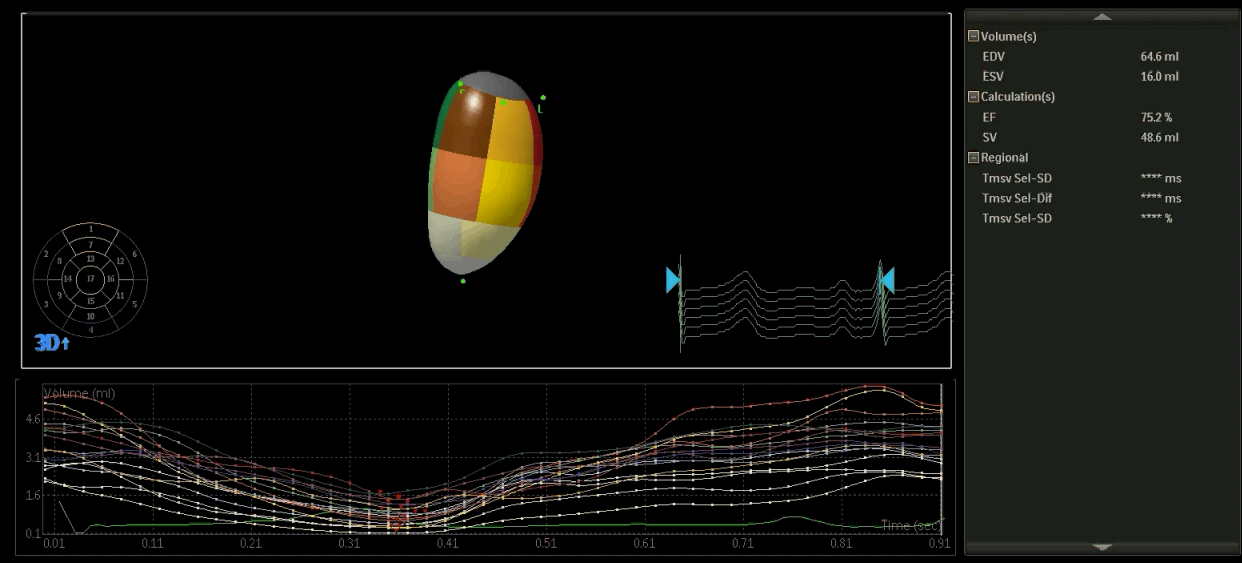 Volume(s)
EDV 64.6 ml
ESV 16.0 ml
Calculation(s)
EF 75.2 %
SV 48.6 ml
Regional
Tmsv Sel-SD **** ms
Tmsv Sel-Dif **** ms
Tmsv Sel-SD **** %
L
1
2 7 6
8 13 12
14 17 16
3 9 15 11 5
10
4
3D↑
Volume (ml)
4.6
3.1
1.6
0.1
Time (sec)
0.01 0.11 0.21 0.31 0.41 0.51 0.61 0.71 0.81 0.91